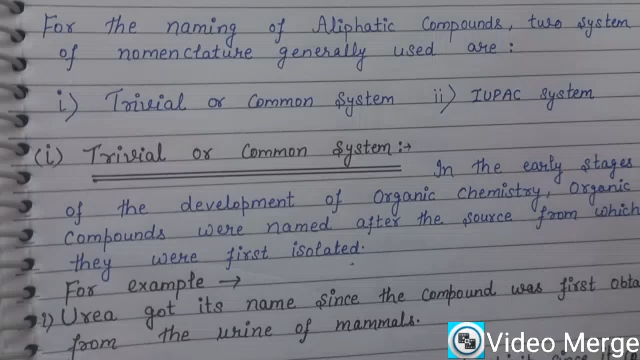 For the naming of Aliphatic Compounds, two system
of nomenclature generally used are:
i) Trivial or Common System ii) IUPAC system
(i) Trivial or Common System:→
In the early stages
of the development of Organic Chemistry, Organic
Compounds were named after the source from which
they were first isolated.
For example →
1) Urea got its name since the compound was first obta
from the urine of mammals.
Video Merge